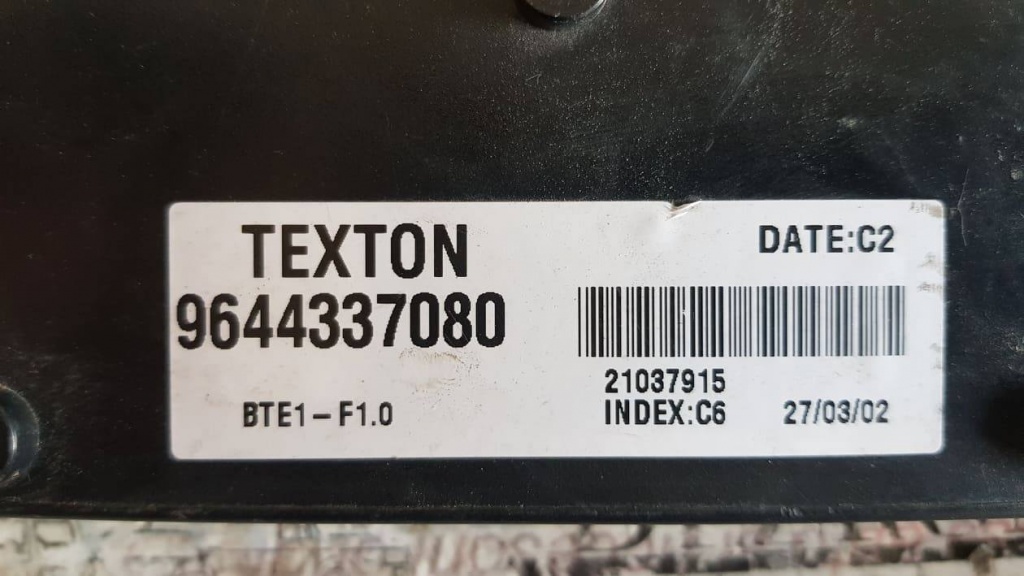 TEXTON
9644337080
BTE1-F1.0
DATE:C2
21037915
INDEX:C6 27/03/02